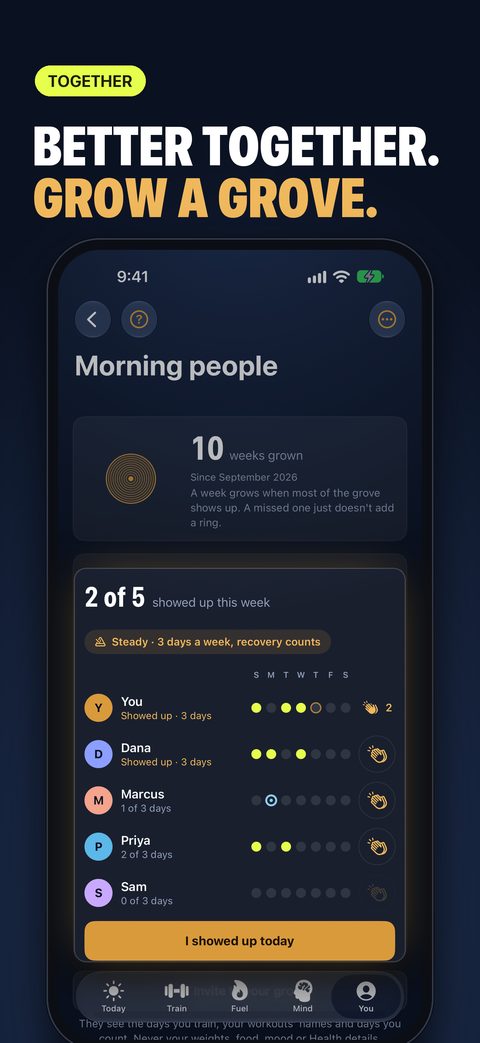 TOGETHER
BETTER TOGETHER.
GROW A GROVE.
9:41
?
Morning people
10 weeks grown
Since September 2026
A week grows when most of the grove
shows up. A missed one just doesn't add
a ring.
2 of 5 showed up this week
Steady · 3 days a week, recovery counts
S M T W T F S
Y You
Showed up · 3 days
2
D Dana
Showed up · 3 days
M Marcus
1 of 3 days
P Priya
2 of 3 days
S Sam
0 of 3 days
I showed up today
Invite
Today Train Fuel Mind You
They see the days you train, your workouts' names and days you
count. Never your weights, food, mood or Health details.